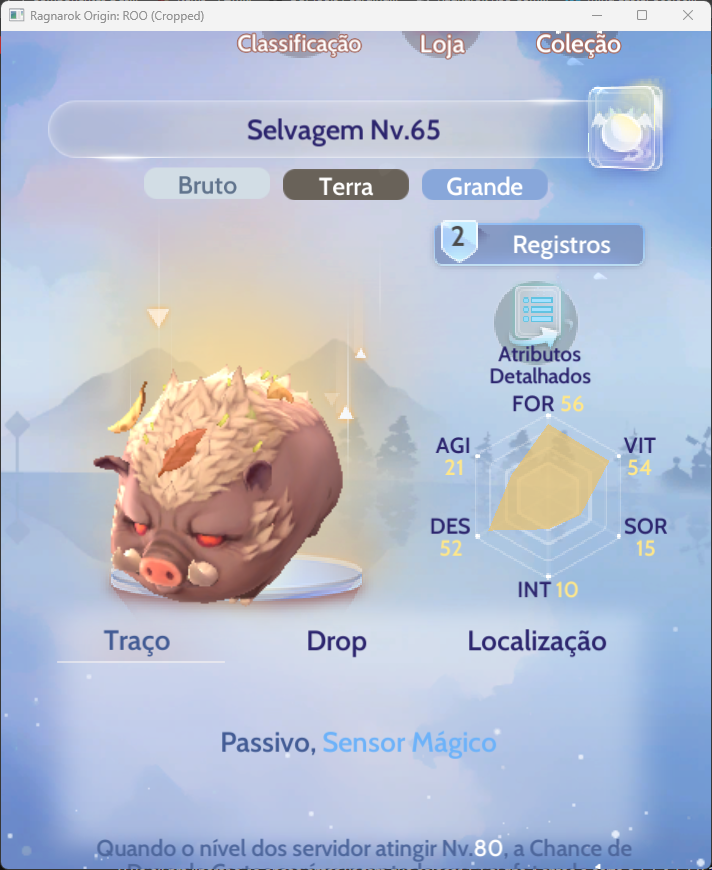 Ragnarok Origin: ROO (Cropped)
Classificação Loja Coleção
Selvagem Nv.65
Bruto Terra Grande
2 Registros
Atributos
Detalhados
FOR 56
AGI VIT
21 54
DES SOR
52 15
INT 10
Traço Drop Localização
Passivo, Sensor Mágico
Quando o nível dos servidor atingir Nv.80, a Chance de